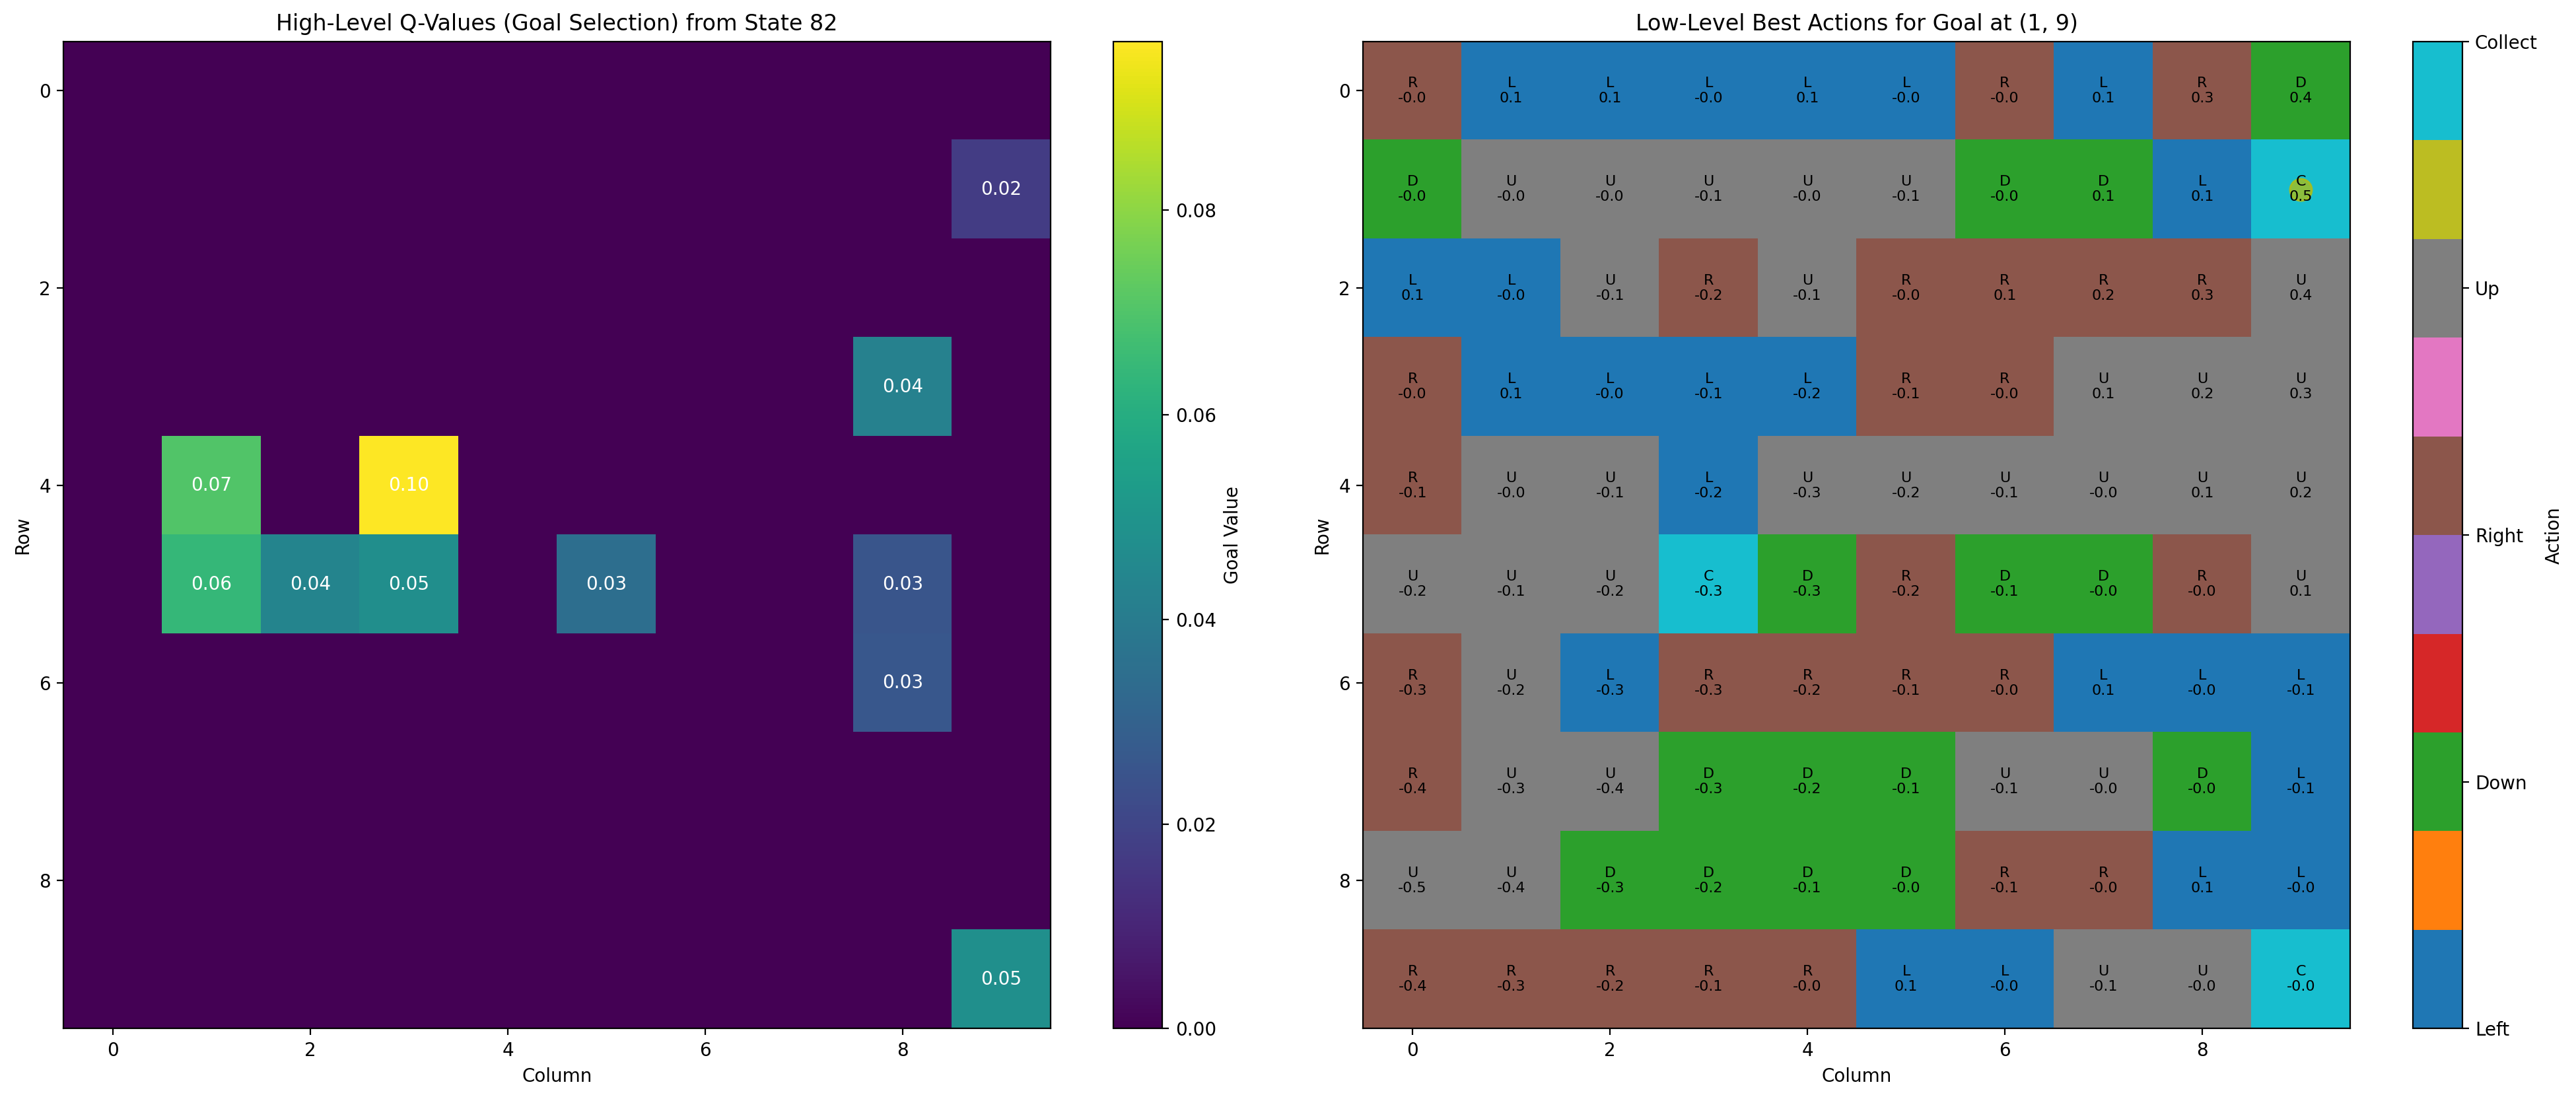 High-Level Q-Values (Goal Selection) from State 82
0
2
4
6
8
Row
0.02
0.04
0.07 0.10
0.06 0.04 0.05 0.03 0.03
0.03
0.05
0 2 4 6 8
Column
0.08
0.06
0.04
0.02
0.00
Goal Value
Low-Level Best Actions for Goal at (1, 9)
0
2
4
6
8
Row
R L L L L L R L R D
-0.0 0.1 0.1 -0.0 0.1 -0.0 -0.0 0.1 0.3 0.4
D U U U U U D D L C
-0.0 -0.0 -0.0 -0.1 -0.0 -0.1 -0.0 0.1 0.1 0.5
L L U R U R R R R U
0.1 -0.0 -0.1 -0.2 -0.1 -0.0 0.1 0.2 0.3 0.4
R L L L L R R U U U
-0.0 0.1 -0.0 -0.1 -0.2 -0.1 -0.0 0.1 0.2 0.3
R U U L U U U U U U
-0.1 -0.0 -0.1 -0.2 -0.3 -0.2 -0.1 -0.0 0.1 0.2
U U U C D R D D R U
-0.2 -0.1 -0.2 -0.3 -0.3 -0.2 -0.1 -0.0 -0.0 0.1
R U L R R R R L L L
-0.3 -0.2 -0.3 -0.3 -0.2 -0.1 -0.0 0.1 -0.0 -0.1
R U U D D D U U D L
-0.4 -0.3 -0.4 -0.3 -0.2 -0.1 -0.1 -0.0 -0.0 -0.1
U U D D D D R R L L
-0.5 -0.4 -0.3 -0.2 -0.1 -0.0 -0.1 -0.0 0.1 -0.0
R R R R R L L U U C
-0.4 -0.3 -0.2 -0.1 -0.0 0.1 -0.0 -0.1 -0.0 -0.0
0 2 4 6 8
Column
Collect
Up
Right
Down
Left
Action